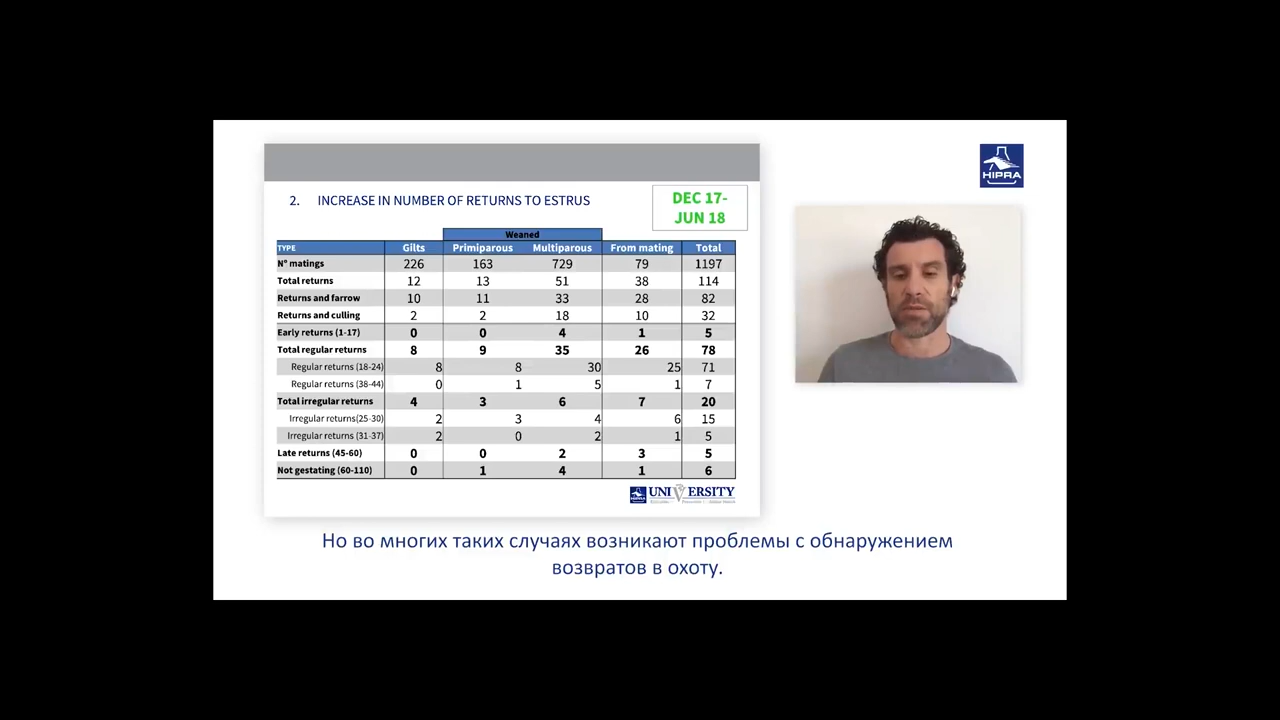 HIPRA
2. INCREASE IN NUMBER OF RETURNS TO ESTRUS
DEC 17-
JUN 18
Weaned
TYPE Gilts Primiparous Multiparous From mating Total
Nº matings 226 163 729 79 1197
Total returns 12 13 51 38 114
Returns and farrow 10 11 33 28 82
Returns and culling 2 2 18 10 32
Early returns (1-17) 0 0 4 1 5
Total regular returns 8 9 35 26 78
Regular returns (18-24) 8 8 30 25 71
Regular returns (38-44) 0 1 5 1 7
Total irregular returns 4 3 6 7 20
Irregular returns(25-30) 2 3 4 6 15
Irregular returns (31-37) 2 0 2 1 5
Late returns (45-60) 0 0 2 3 5
Not gestating (60-110) 0 1 4 1 6
HIPRA UNIVERSITY
Но во многих таких случаях возникают проблемы с обнаружением
возвратов в охоту.